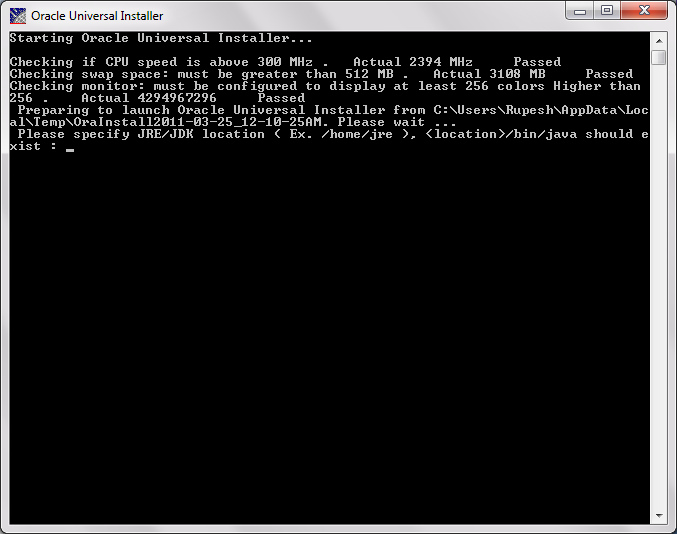 Oracle Universal Installer
Starting Oracle Universal Installer...
Checking if CPU speed is above 300 MHz .   Actual 2394 MHz     Passed
Checking swap space: must be greater than 512 MB .   Actual 3108 MB     Passed
Checking monitor: must be configured to display at least 256 colors Higher than
256 .    Actual 4294967296     Passed
 Preparing to launch Oracle Universal Installer from C:\Users\Rupesh\AppData\Loc
al\Temp\OraInstall2011-03-25_12-10-25AM. Please wait ...
 Please specify JRE/JDK location ( Ex. /home/jre ), <location>/bin/java should e
xist : _